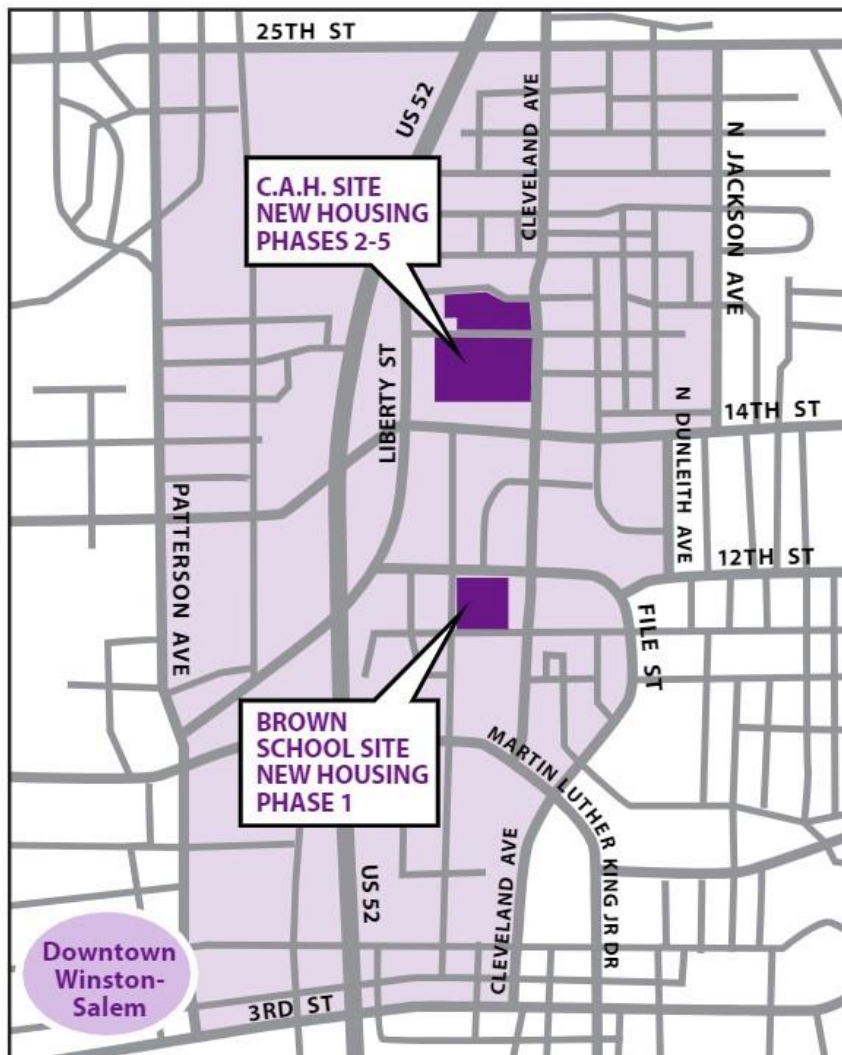 25TH ST
US 52
CLEVELAND AVE
N JACKSON AVE
C.A.H. SITE
NEW HOUSING
PHASES 2-5
LIBERTY ST
N DUNLEITH AVE
14TH ST
PATTERSON AVE
12TH ST
FILE ST
BROWN
SCHOOL SITE
NEW HOUSING
PHASE 1
MARTIN LUTHER KING JR DR
CLEVELAND AVE
US 52
Downtown
Winston-
Salem
3RD ST